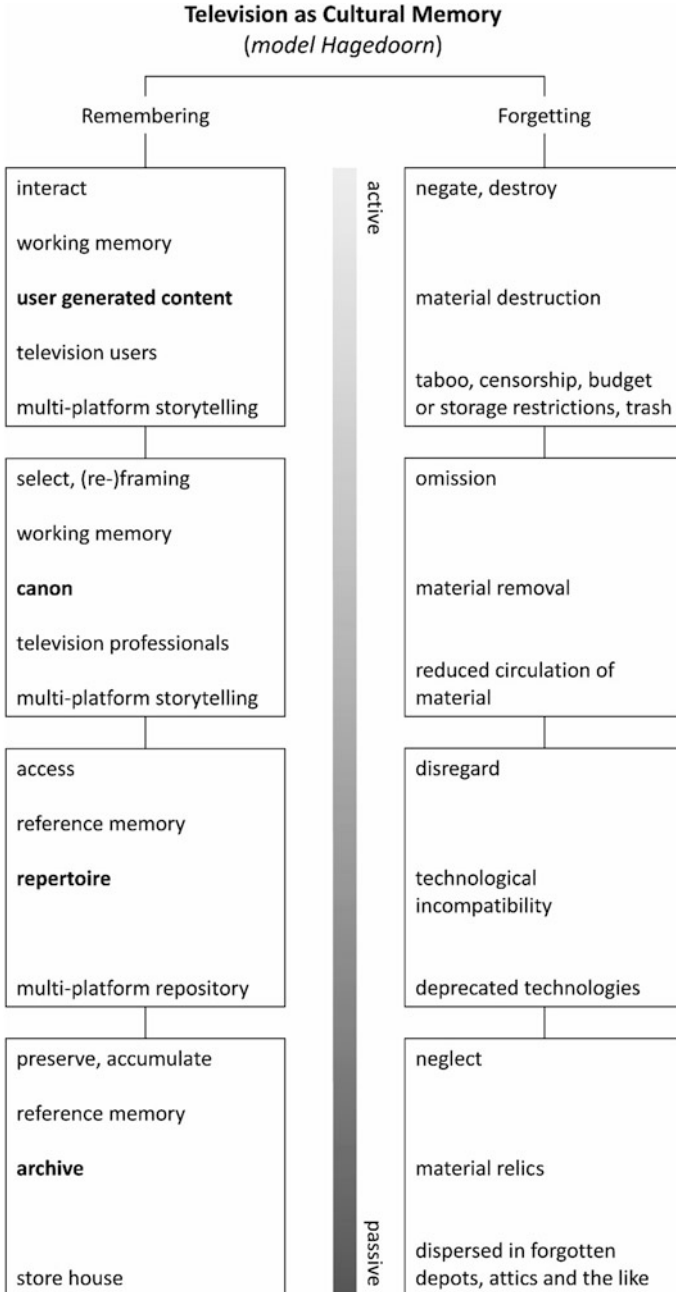 Television as Cultural Memory
(model Hagedoorn)
Remembering
Forgetting
interact
working memory
user generated content
television users
multi-platform storytelling
active
negate, destroy
material destruction
taboo, censorship, budget
or storage restrictions, trash
select, (re-)framing
working memory
canon
television professionals
multi-platform storytelling
omission
material removal
reduced circulation of
material
access
reference memory
repertoire
multi-platform repository
disregard
technological
incompatibility
deprecated technologies
preserve, accumulate
reference memory
archive
store house
passive
neglect
material relics
dispersed in forgotten
depots, attics and the like